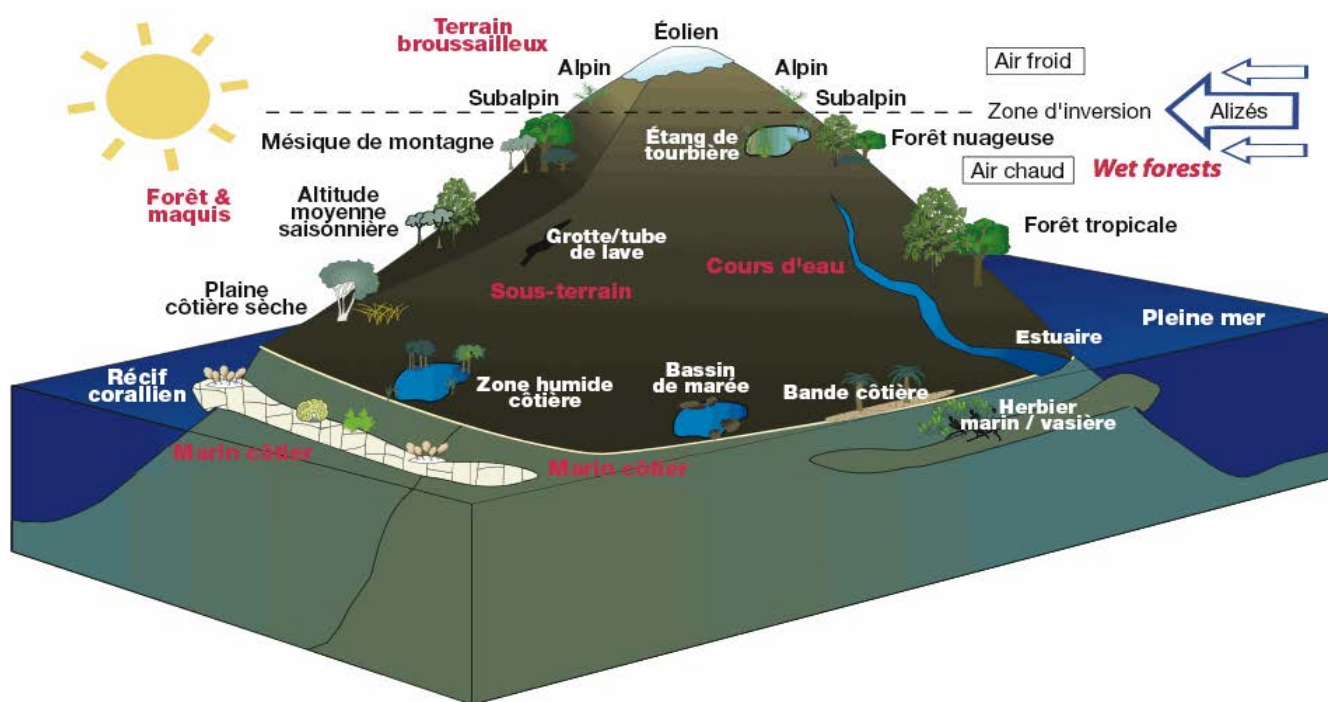 Terrain
broussailleux
Éolien
Alpin
Alpin
Air froid
Subalpin
Subalpin
Zone d'inversion
Alizés
Mésique de montagne
Étang de
tourbière
Forêt nuageuse
Air chaud
Wet forests
Forêt &
maquis
Altitude
moyenne
saisonnière
Grotte/tube
de lave
Forêt tropicale
Cours d'eau
Sous-terrain
Plaine
côtière sèche
Pleine mer
Estuaire
Récif
corallien
Zone humide
côtière
Bassin
de marée
Bande côtière
Herbier
marin / vasière
Marin côtier
Marin côtier